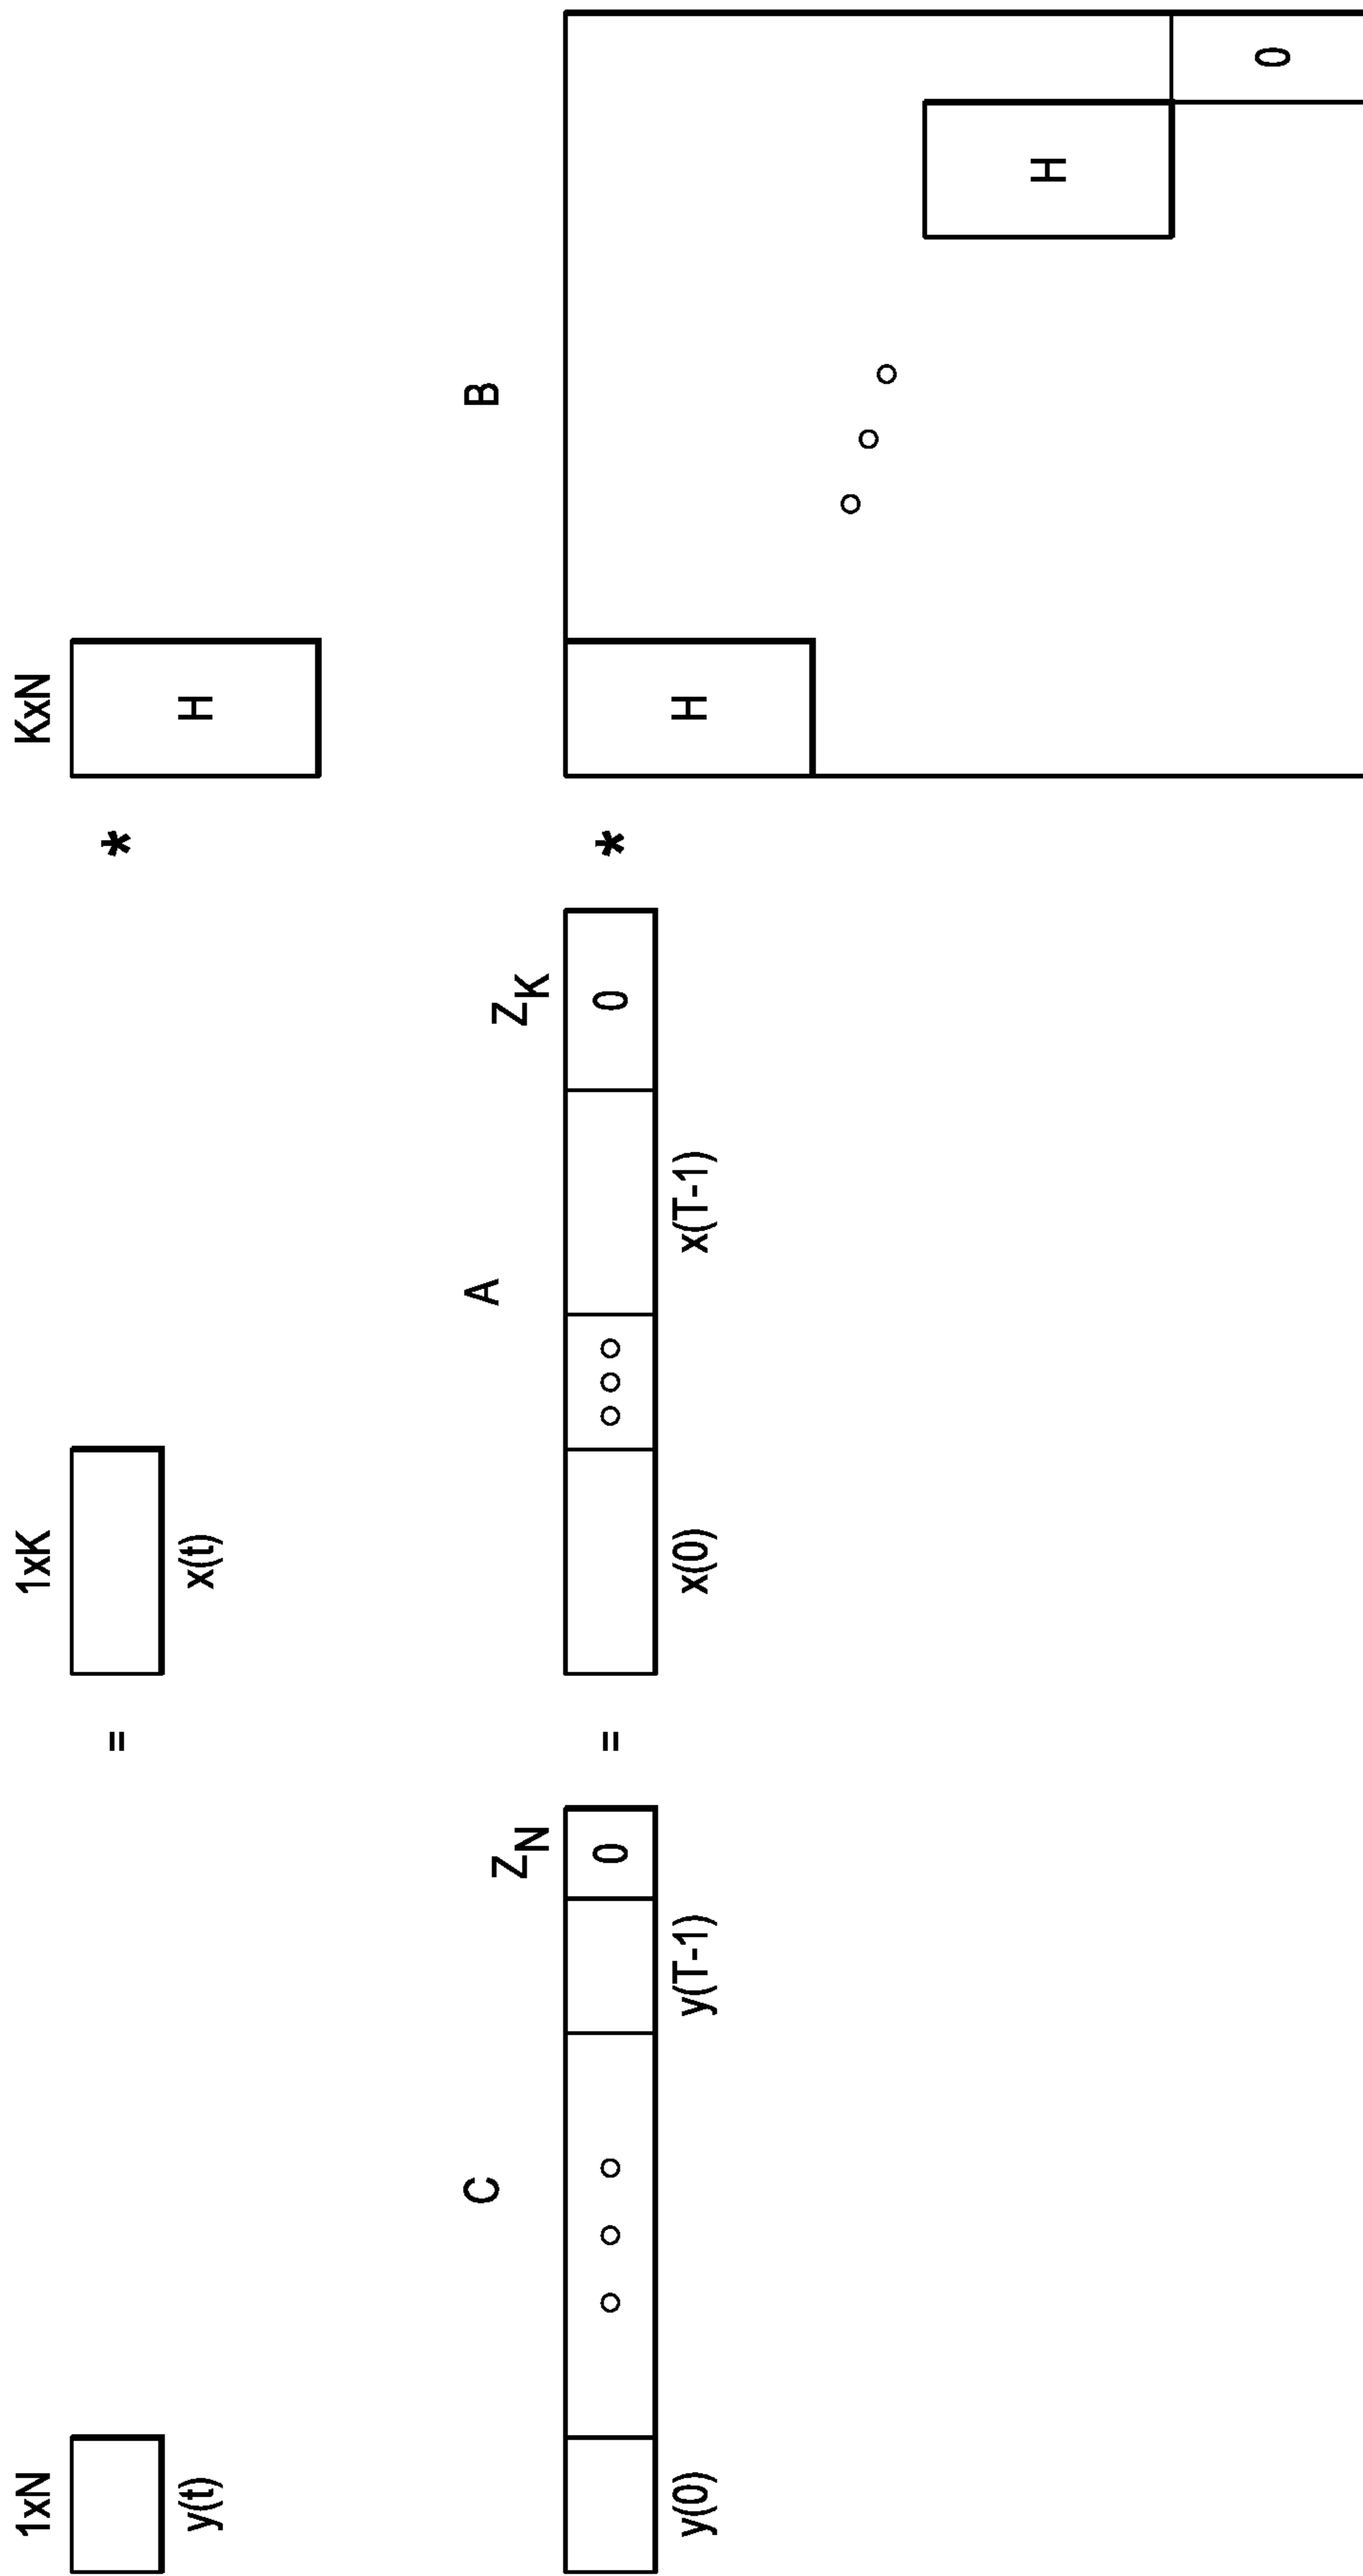 1xN 1xK KxN
= * H
y(t) x(t)
C A B
Z_N Z_K
0 = 0 * H H 0
y(0) y(T-1) x(0) x(T-1)